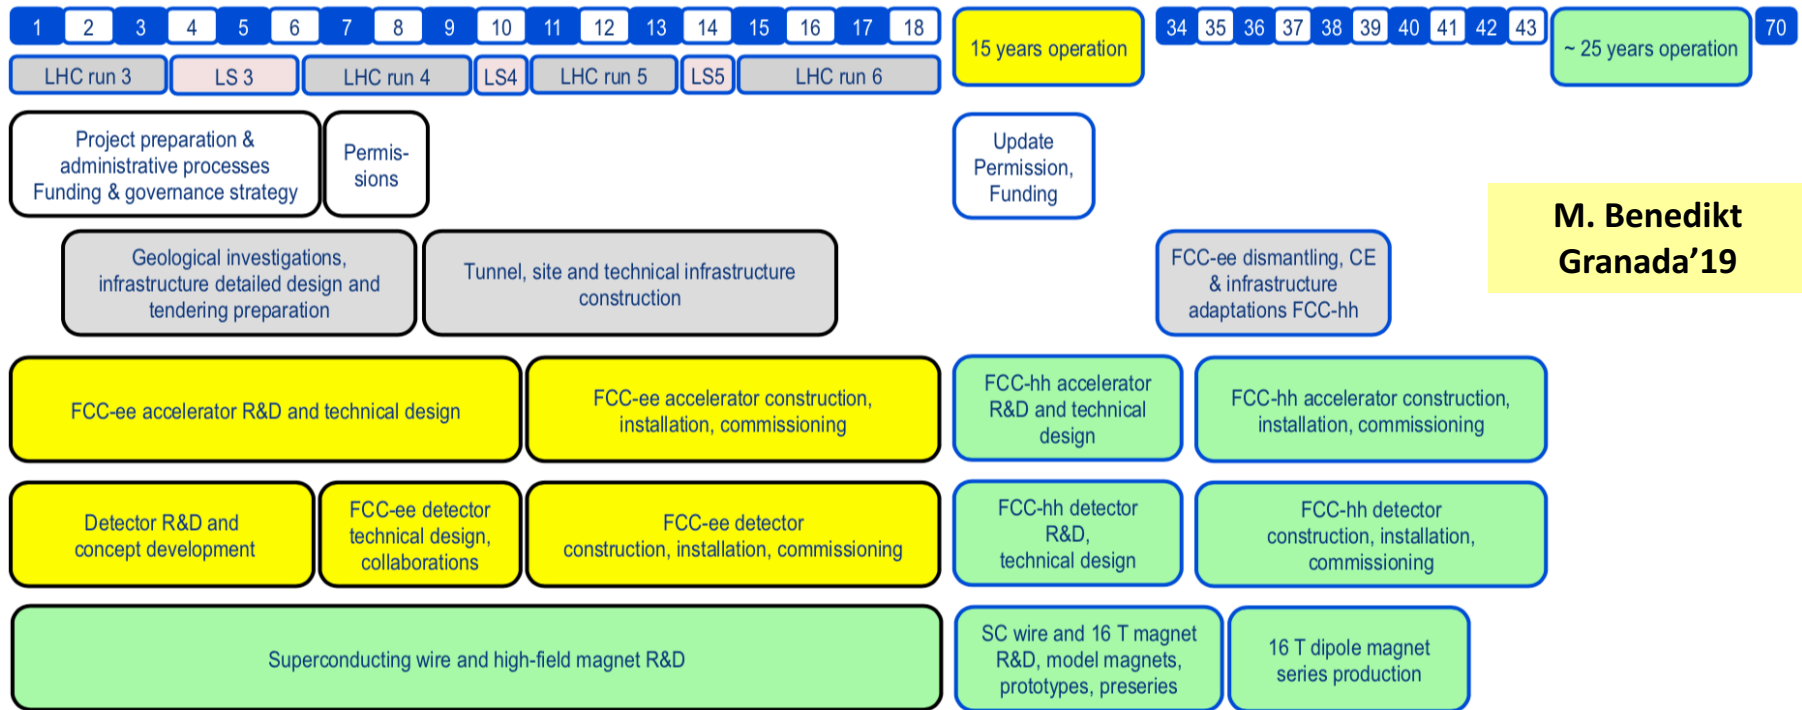 1 2 3 4 5 6 7 8 9 10 11 12 13 14 15 16 17 18
15 years operation
34 35 36 37 38 39 40 41 42 43
~ 25 years operation
70
LHC run 3
LS 3
LHC run 4
LS4
LHC run 5
LS5
LHC run 6
Project preparation &
administrative processes
Funding & governance strategy
Permis-
sions
Update
Permission,
Funding
M. Benedikt
Granada’19
Geological investigations,
infrastructure detailed design and
tendering preparation
Tunnel, site and technical infrastructure
construction
FCC-ee dismantling, CE
& infrastructure
adaptations FCC-hh
FCC-ee accelerator R&D and technical design
FCC-ee accelerator construction,
installation, commissioning
FCC-hh accelerator
R&D and technical
design
FCC-hh accelerator construction,
installation, commissioning
Detector R&D and
concept development
FCC-ee detector
technical design,
collaborations
FCC-ee detector
construction, installation, commissioning
FCC-hh detector
R&D,
technical design
FCC-hh detector
construction, installation,
commissioning
Superconducting wire and high-field magnet R&D
SC wire and 16 T magnet
R&D, model magnets,
prototypes, preseries
16 T dipole magnet
series production